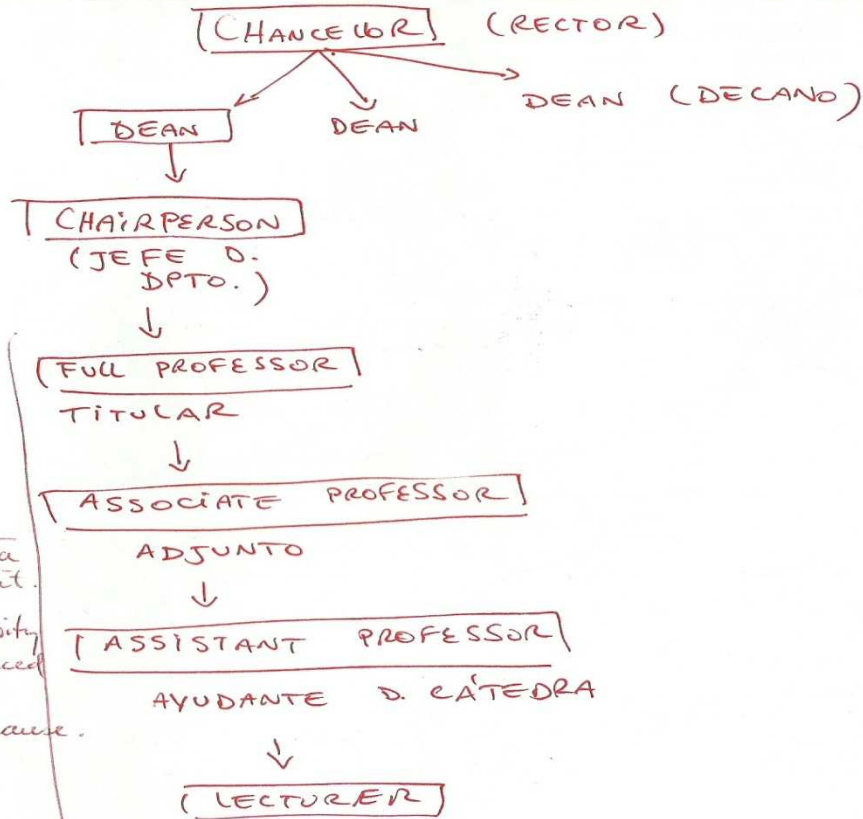 CHANCELLOR (RECTOR)
DEAN DEAN DEAN (DECANO)
CHAIRPERSON
(JEFE D.
DPTO.)
FULL PROFESSOR
TITULAR
ASSOCIATE PROFESSOR
ADJUNTO
ASSISTANT PROFESSOR
AYUDANTE D. CÁTEDRA
LECTURER